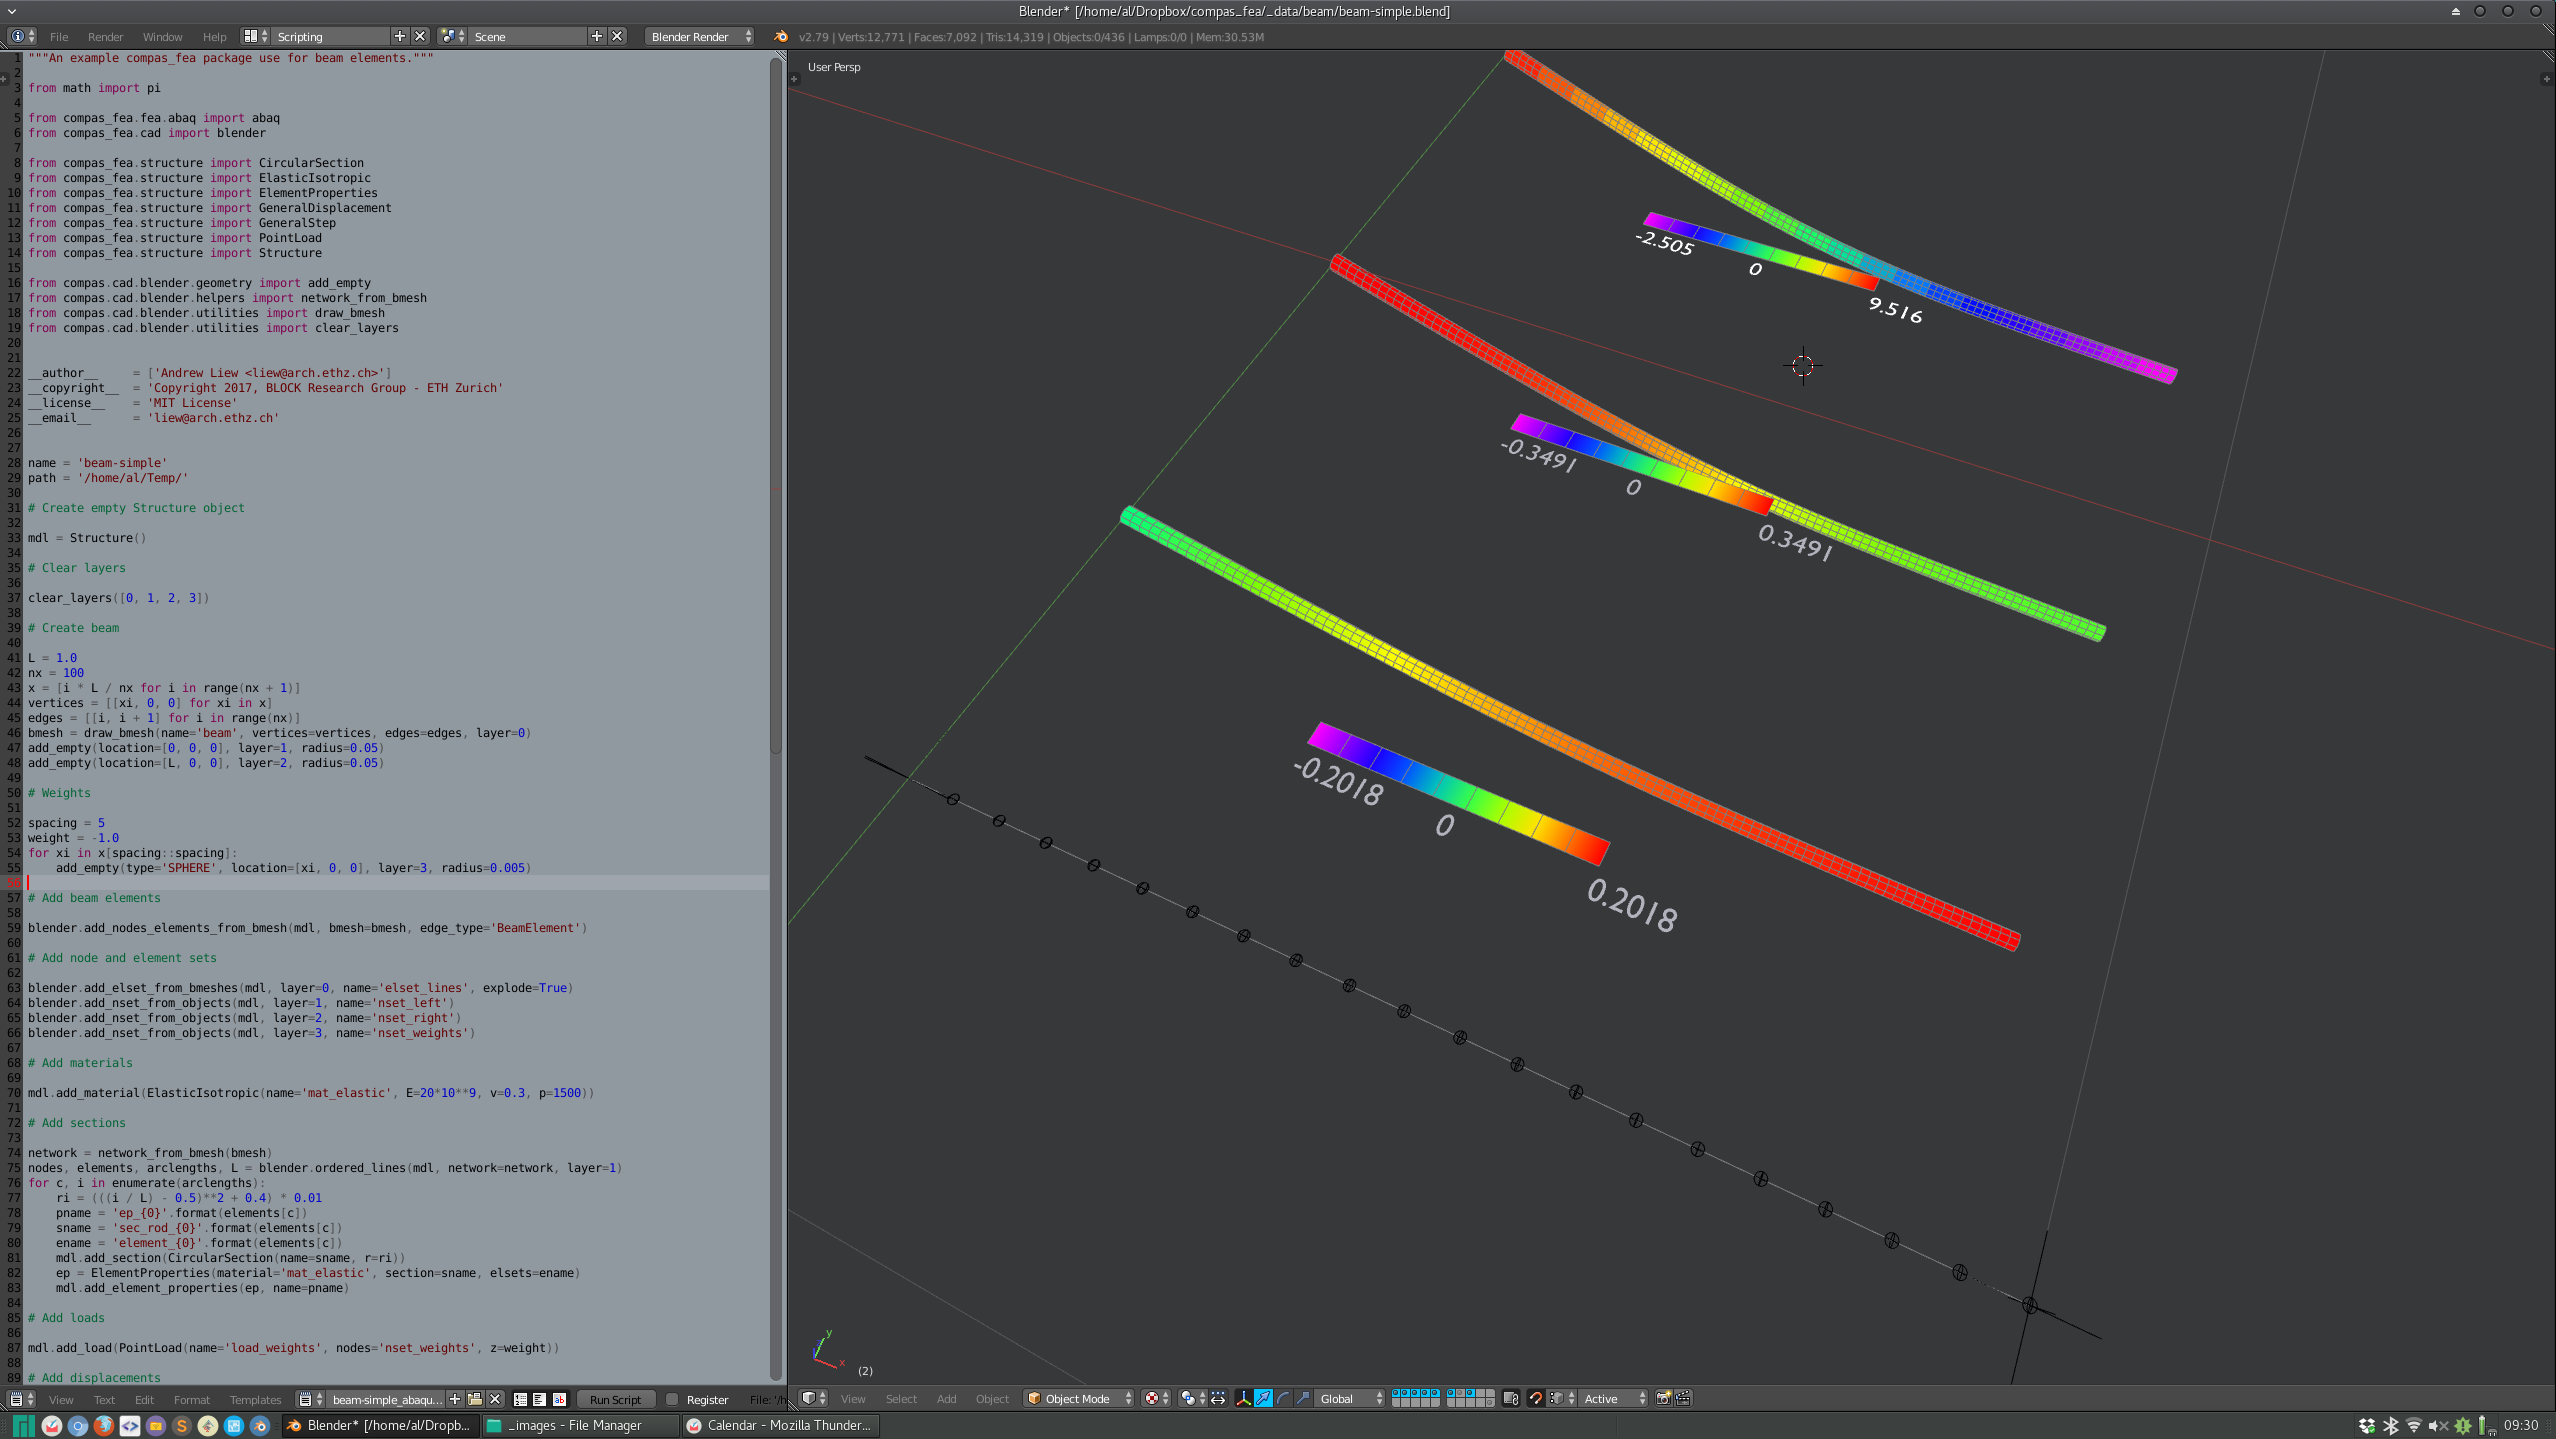 Blender* [/home/al/Dropbox/compas_fea/_data/beam/beam-simple.blend]
File Render Window Help Scripting Scene Blender Render v2.79 | Verts:12,771 | Faces:7,092 | Tris:14,319 | Objects:0/436 | Lamps:0/0 | Mem:30.53M
1 """An example compas_fea package use for beam elements."""
2
3 from math import pi
4
5 from compas_fea.fea.abaq import abaq
6 from compas_fea.cad import blender
7
8 from compas_fea.structure import CircularSection
9 from compas_fea.structure import ElasticIsotropic
10 from compas_fea.structure import ElementProperties
11 from compas_fea.structure import GeneralDisplacement
12 from compas_fea.structure import GeneralStep
13 from compas_fea.structure import PointLoad
14 from compas_fea.structure import Structure
15
16 from compas.cad.blender.geometry import add_empty
17 from compas.cad.blender.helpers import network_from_bmesh
18 from compas.cad.blender.utilities import draw_bmesh
19 from compas.cad.blender.utilities import clear_layers
20
21
22 __author__     = ['Andrew Liew <liew@arch.ethz.ch>']
23 __copyright__  = 'Copyright 2017, BLOCK Research Group - ETH Zurich'
24 __license__    = 'MIT License'
25 __email__      = 'liew@arch.ethz.ch'
26
27
28 name = 'beam-simple'
29 path = '/home/al/Temp/'
30
31 # Create empty Structure object
32
33 mdl = Structure()
34
35 # Clear layers
36
37 clear_layers([0, 1, 2, 3])
38
39 # Create beam
40
41 L = 1.0
42 nx = 100
43 x = [i * L / nx for i in range(nx + 1)]
44 vertices = [[xi, 0, 0] for xi in x]
45 edges = [[i, i + 1] for i in range(nx)]
46 bmesh = draw_bmesh(name='beam', vertices=vertices, edges=edges, layer=0)
47 add_empty(location=[0, 0, 0], layer=1, radius=0.05)
48 add_empty(location=[L, 0, 0], layer=2, radius=0.05)
49
50 # Weights
51
52 spacing = 5
53 weight = -1.0
54 for xi in x[spacing::spacing]:
55     add_empty(type='SPHERE', location=[xi, 0, 0], layer=3, radius=0.005)
56
57 # Add beam elements
58
59 blender.add_nodes_elements_from_bmesh(mdl, bmesh=bmesh, edge_type='BeamElement')
60
61 # Add node and element sets
62
63 blender.add_elset_from_bmeshes(mdl, layer=0, name='elset_lines', explode=True)
64 blender.add_nset_from_objects(mdl, layer=1, name='nset_left')
65 blender.add_nset_from_objects(mdl, layer=2, name='nset_right')
66 blender.add_nset_from_objects(mdl, layer=3, name='nset_weights')
67
68 # Add materials
69
70 mdl.add_material(ElasticIsotropic(name='mat_elastic', E=20*10**9, v=0.3, p=1500))
71
72 # Add sections
73
74 network = network_from_bmesh(bmesh)
75 nodes, elements, arclengths, L = blender.ordered_lines(mdl, network=network, layer=1)
76 for c, i in enumerate(arclengths):
77     ri = (((i / L) - 0.5)**2 + 0.4) * 0.01
78     pname = 'ep_{0}'.format(elements[c])
79     sname = 'sec_rod_{0}'.format(elements[c])
80     ename = 'element_{0}'.format(elements[c])
81     mdl.add_section(CircularSection(name=sname, r=ri))
82     ep = ElementProperties(material='mat_elastic', section=sname, elsets=ename)
83     mdl.add_element_properties(ep, name=pname)
84
85 # Add loads
86
87 mdl.add_load(PointLoad(name='load_weights', nodes='nset_weights', z=weight))
88
89 # Add displacements
User Persp
-2.505
0
9.516
-0.3491
0
0.3491
-0.2018
0
0.2018
y
x
(2)
View Text Edit Format Templates beam-simple_abaqu... Run Script Register File: '/h
View Select Add Object Object Mode Global Active
Blender* [/home/al/Dropb... _images - File Manager Calendar - Mozilla Thunder... 09:30